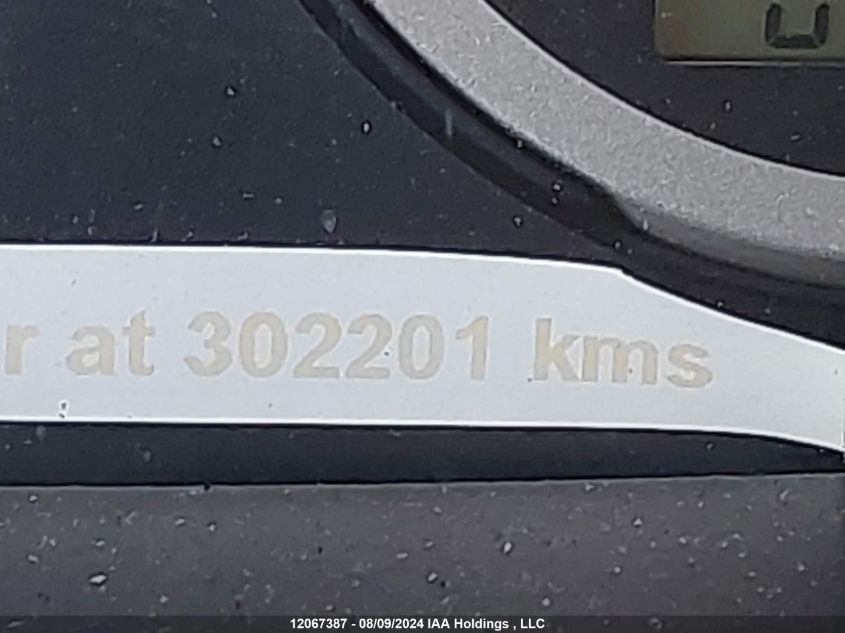 r at 302201 kms
12067387 - 08/09/2024 IAA Holdings , LLC